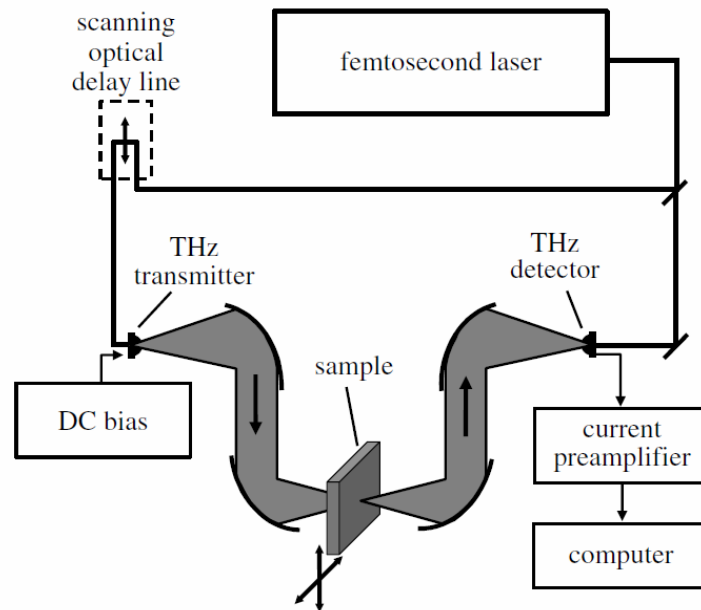 scanning
optical
delay line
femtosecond laser
THz
transmitter
THz
detector
sample
DC bias
current
preamplifier
computer